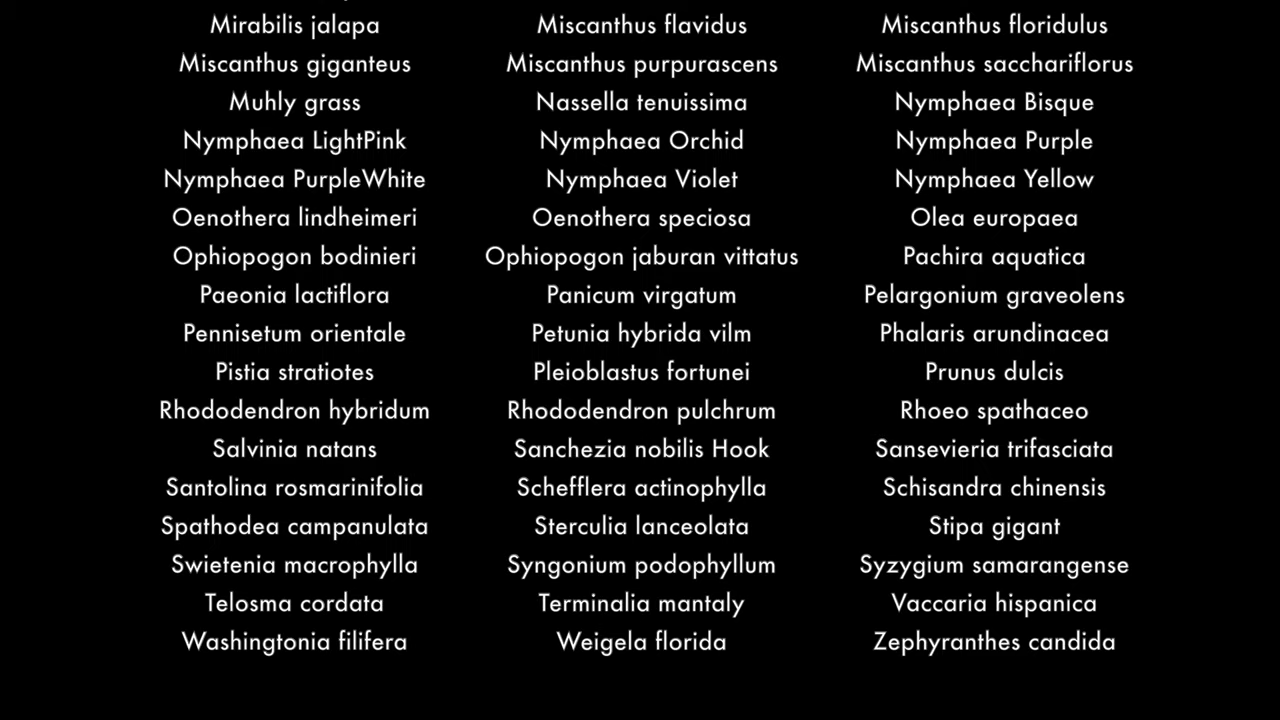 Mirabilis jalapa Miscanthus flavidus Miscanthus floridulus
Miscanthus giganteus Miscanthus purpurascens Miscanthus sacchariflorus
Muhly grass Nassella tenuissima Nymphaea Bisque
Nymphaea LightPink Nymphaea Orchid Nymphaea Purple
Nymphaea PurpleWhite Nymphaea Violet Nymphaea Yellow
Oenothera lindheimeri Oenothera speciosa Olea europaea
Ophiopogon bodinieri Ophiopogon jaburan vittatus Pachira aquatica
Paeonia lactiflora Panicum virgatum Pelargonium graveolens
Pennisetum orientale Petunia hybrida vilm Phalaris arundinacea
Pistia stratiotes Pleioblastus fortunei Prunus dulcis
Rhododendron hybridum Rhododendron pulchrum Rhoeo spathaceo
Salvinia natans Sanchezia nobilis Hook Sansevieria trifasciata
Santolina rosmarinifolia Schefflera actinophylla Schisandra chinensis
Spathodea campanulata Sterculia lanceolata Stipa gigant
Swietenia macrophylla Syngonium podophyllum Syzygium samarangense
Telosma cordata Terminalia mantaly Vaccaria hispanica
Washingtonia filifera Weigela florida Zephyranthes candida